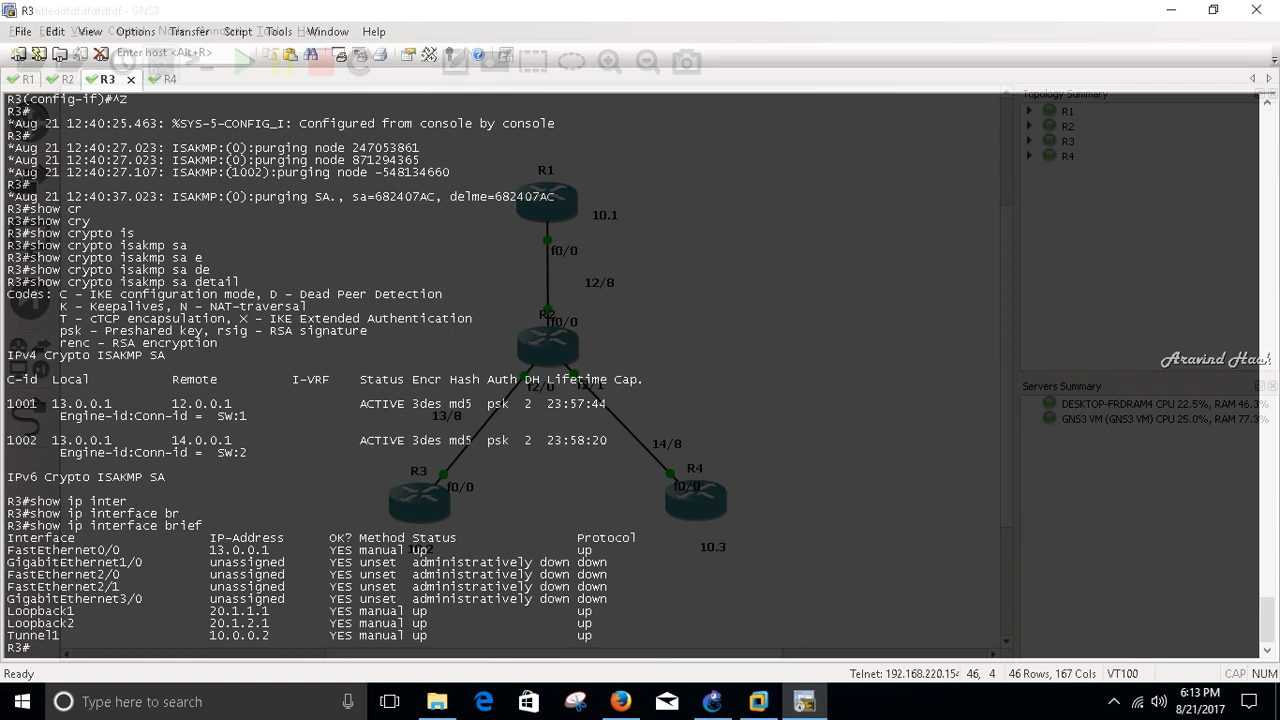 R3
File Edit View Options Transfer Script Tools Window Help
Enter host <Alt+R>
R1 R2 R3 R4
R3(config-if)#^Z
R3#
*Aug 21 12:40:25.463: %SYS-5-CONFIG_I: Configured from console by console
R3#
*Aug 21 12:40:27.023: ISAKMP:(0):purging node 247053861
*Aug 21 12:40:27.023: ISAKMP:(0):purging node 871294365
*Aug 21 12:40:27.107: ISAKMP:(1002):purging node -548134660
R3#
*Aug 21 12:40:37.023: ISAKMP:(0):purging SA., sa=682407AC, delme=682407AC
R3#show cr
R3#show cry
R3#show crypto is
R3#show crypto isakmp sa
R3#show crypto isakmp sa e
R3#show crypto isakmp sa de
R3#show crypto isakmp sa detail
Codes: C - IKE configuration mode, D - Dead Peer Detection
K - Keepalives, N - NAT-traversal
T - cTCP encapsulation, X - IKE Extended Authentication
psk - Preshared key, rsig - RSA signature
renc - RSA encryption
IPv4 Crypto ISAKMP SA
C-id Local Remote I-VRF Status Encr Hash Auth DH Lifetime Cap.
1001 13.0.0.1 12.0.0.1 ACTIVE 3des md5 psk 2 23:57:44
Engine-id:Conn-id = SW:1
1002 13.0.0.1 14.0.0.1 ACTIVE 3des md5 psk 2 23:58:20
Engine-id:Conn-id = SW:2
IPv6 Crypto ISAKMP SA
R3#show ip inter
R3#show ip interface br
R3#show ip interface brief
Interface IP-Address OK? Method Status Protocol
FastEthernet0/0 13.0.0.1 YES manual up up
GigabitEthernet1/0 unassigned YES unset administratively down down
FastEthernet2/0 unassigned YES unset administratively down down
FastEthernet2/1 unassigned YES unset administratively down down
GigabitEthernet3/0 unassigned YES unset administratively down down
Loopback1 20.1.1.1 YES manual up up
Loopback2 20.1.2.1 YES manual up up
Tunnel1 10.0.0.2 YES manual up up
R3#
R1
10.1
f0/0
12/8
R2
f0/0
f2/0
f2/1
13/8
14/8
R3
f0/0
R4
f0/0
10.2
10.3
Topology Summary
R1
R2
R3
R4
Aravind Hack
Servers Summary
DESKTOP-FRDRAM4 CPU 22.5%, RAM 46.3%
GNS3 VM (GNS3 VM) CPU 25.0%, RAM 77.3%
Ready Telnet: 192.168.220.154 46, 4 46 Rows, 167 Cols VT100 CAP NUM
Type here to search
6:13 PM
8/21/2017